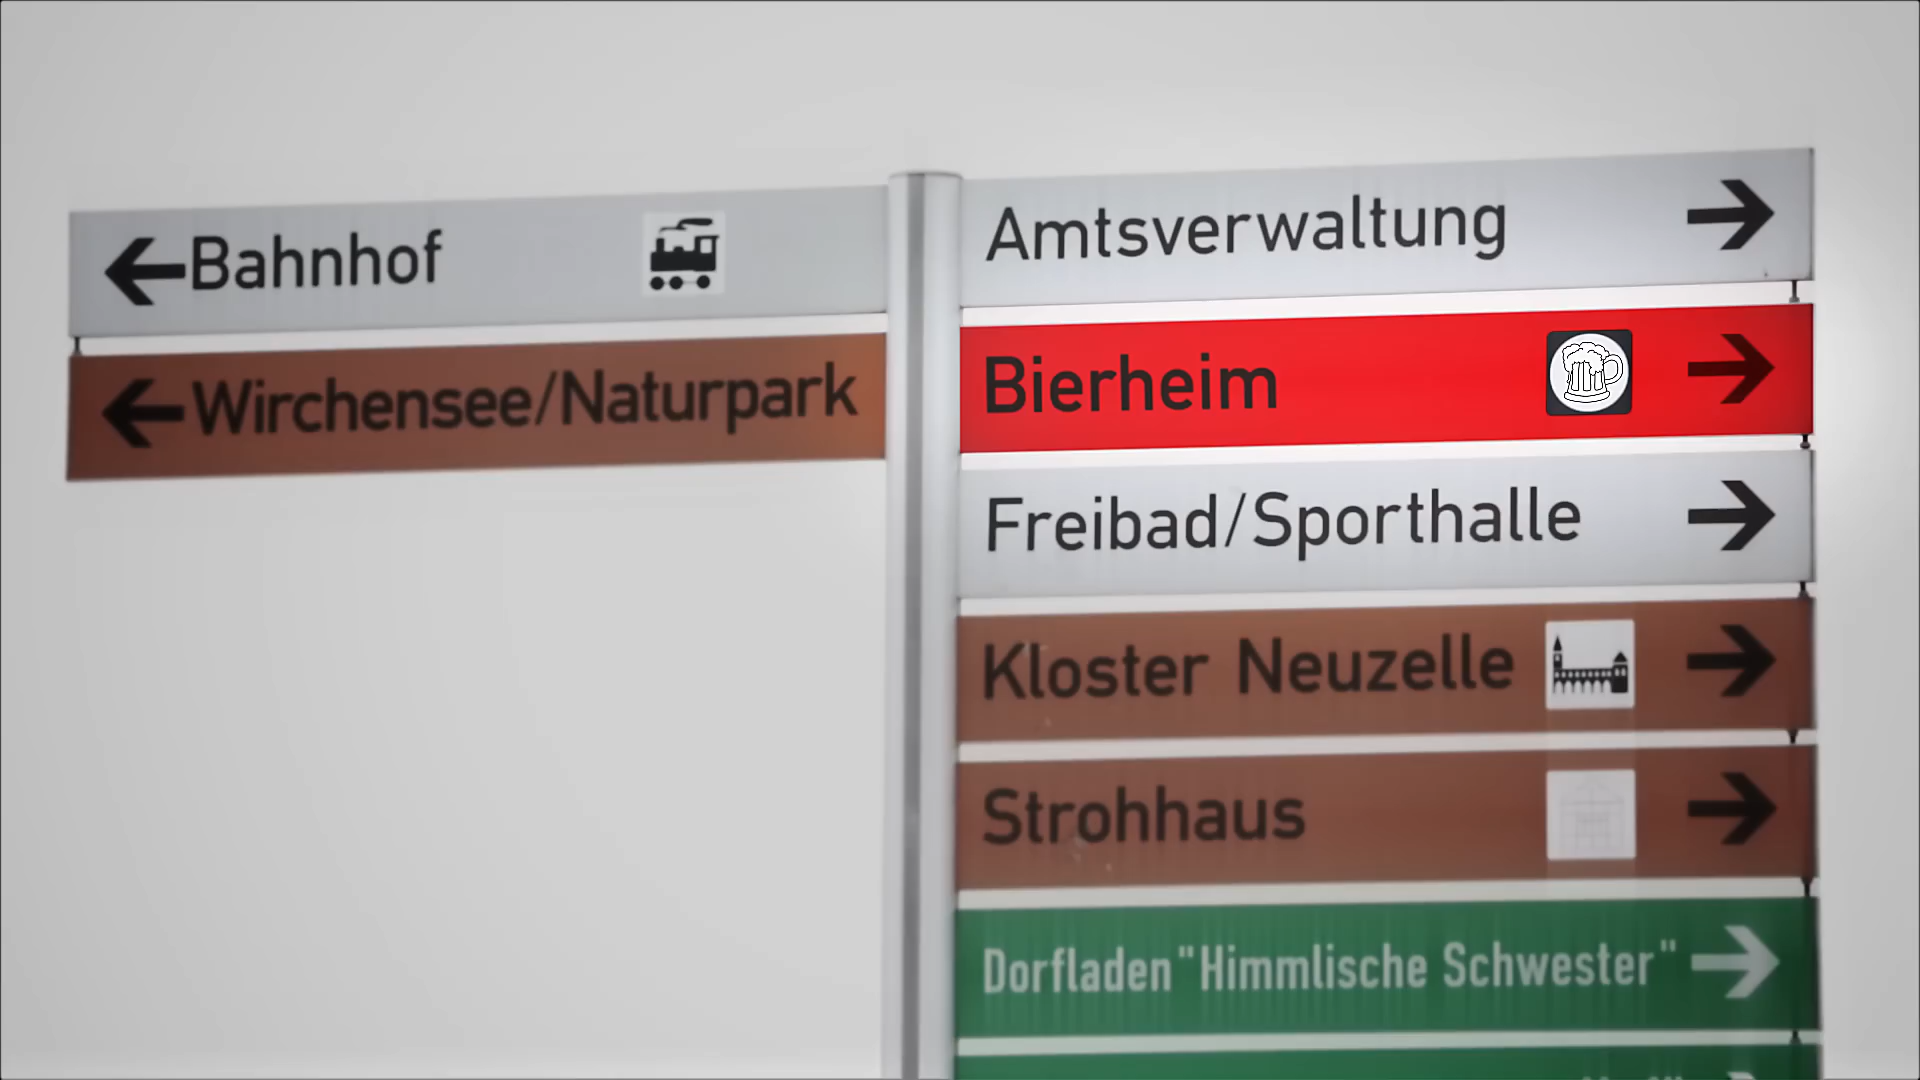 Bahnhof
Wirchensee/Naturpark
Amtsverwaltung
Bierheim
Freibad/Sporthalle
Kloster Neuzelle
Strohhaus
Dorfladen "Himmlische Schwester"